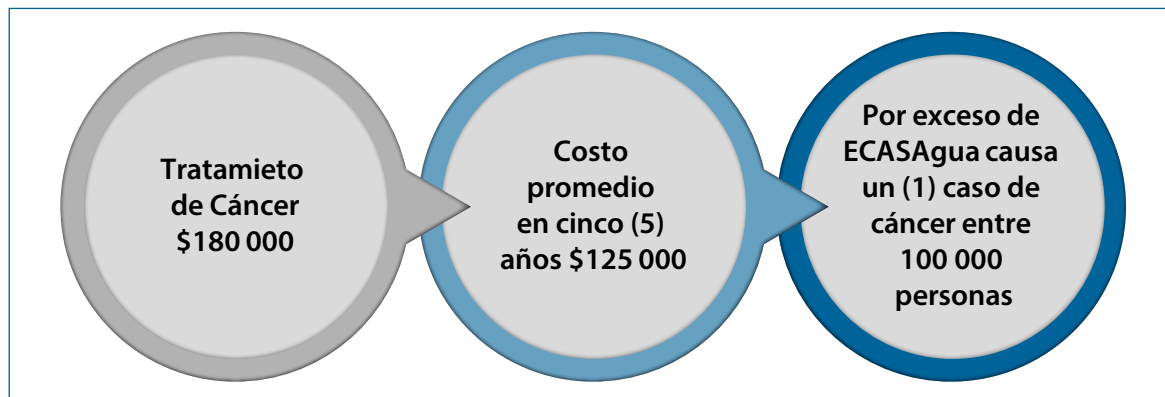 Tratamieto
de Cáncer
$180 000
Costo
promedio
en cinco (5)
años $125 000
Por exceso de
ECASAgua causa
un (1) caso de
cáncer entre
100 000
personas